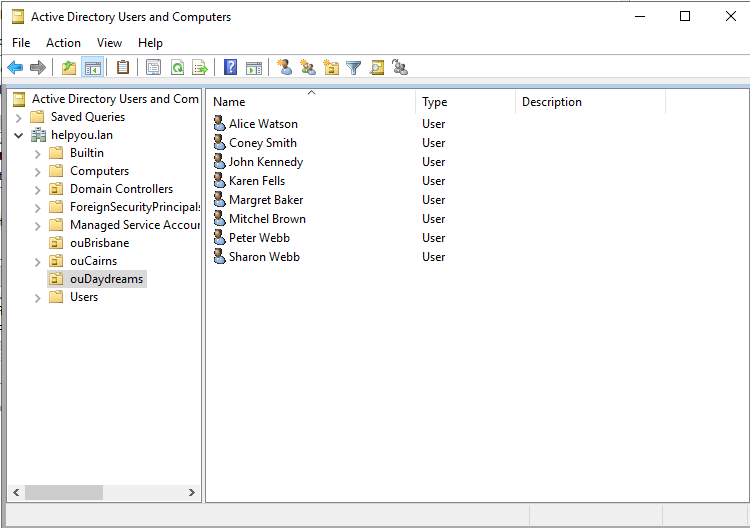 Active Directory Users and Computers
File Action View Help
Active Directory Users and Com
Saved Queries
helpyou.lan
Builtin
Computers
Domain Controllers
ForeignSecurityPrincipals
Managed Service Accour
ouBrisbane
ouCairns
ouDaydreams
Users
Name Type Description
Alice Watson User
Coney Smith User
John Kennedy User
Karen Fells User
Margret Baker User
Mitchel Brown User
Peter Webb User
Sharon Webb User